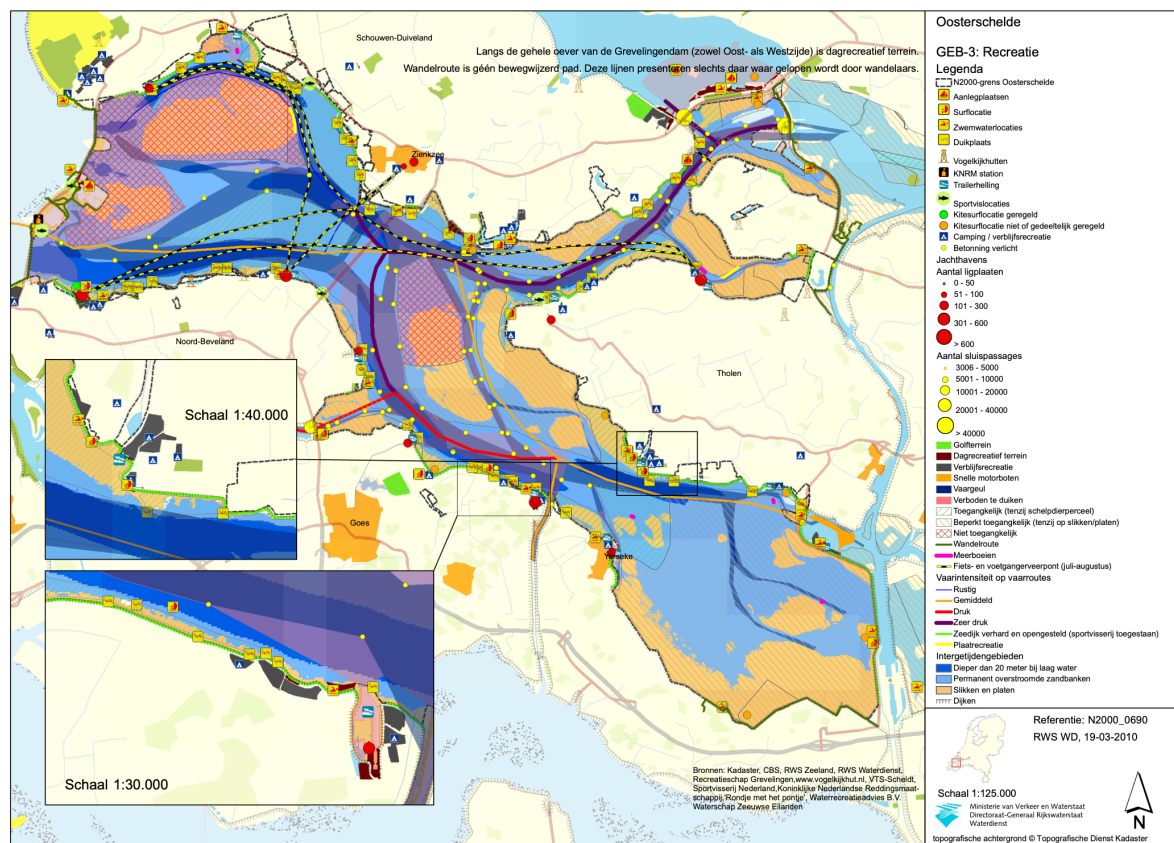 Schouwen-Duiveland
Langs de gehele oever van de Grevelingendam (zowel Oost- als Westzijde) is dagrecreatief terrein.
Wandelroute is géén bewegwijzerd pad. Deze lijnen presenteren slechts daar waar gelopen wordt door wandelaars.
Zierikzee
Noord-Beveland
Tholen
Goes
Yerseke
Schaal 1:40.000
Schaal 1:30.000
Bronnen: Kadaster, CBS, RWS Zeeland, RWS Waterdienst,
Recreatieschap Grevelingen,www.vogelkijkhut.nl, VTS-Scheldt,
Sportvisserij Nederland,Koninklijke Nederlandse Reddingsmaat-
schappij,'Rondje met het pontje', Waterrecreatieadvies B.V.
Waterschap Zeeuwse Eilanden
Oosterschelde
GEB-3: Recreatie
Legenda
N2000-grens Oosterschelde
Aanlegplaatsen
Surflocatie
Zwemwaterlocaties
Duikplaats
Vogelkijkhutten
KNRM station
Trailerhelling
Sportvislocaties
Kitesurflocatie geregeld
Kitesurflocatie niet of gedeeltelijk geregeld
Camping / verblijfsrecreatie
Betonning verlicht
Jachthavens
Aantal ligplaaten
0 - 50
51 - 100
101 - 300
301 - 600
> 600
Aantal sluispassages
3006 - 5000
5001 - 10000
10001 - 20000
20001 - 40000
> 40000
Golfterrein
Dagrecreatief terrein
Verblijfsrecreatie
Snelle motorboten
Vaargeul
Verboden te duiken
Toegankelijk (tenzij schelpdierperceel)
Beperkt toegankelijk (tenzij op slikken/platen)
Niet toegankelijk
Wandelroute
Meerboeien
Fiets- en voetgangerveerpont (juli-augustus)
Vaarintensiteit op vaarroutes
Rustig
Gemiddeld
Druk
Zeer druk
Zeedijk verhard en opengesteld (sportvisserij toegestaan)
Plaatrecreatie
Intergetijdengebieden
Dieper dan 20 meter bij laag water
Permanent overstroomde zandbanken
Slikken en platen
Dijken
Referentie: N2000_0690
RWS WD, 19-03-2010
Schaal 1:125.000
Ministerie van Verkeer en Waterstaat
Directoraat-Generaal Rijkswaterstaat
Waterdienst
N
topografische achtergrond © Topografische Dienst Kadaster